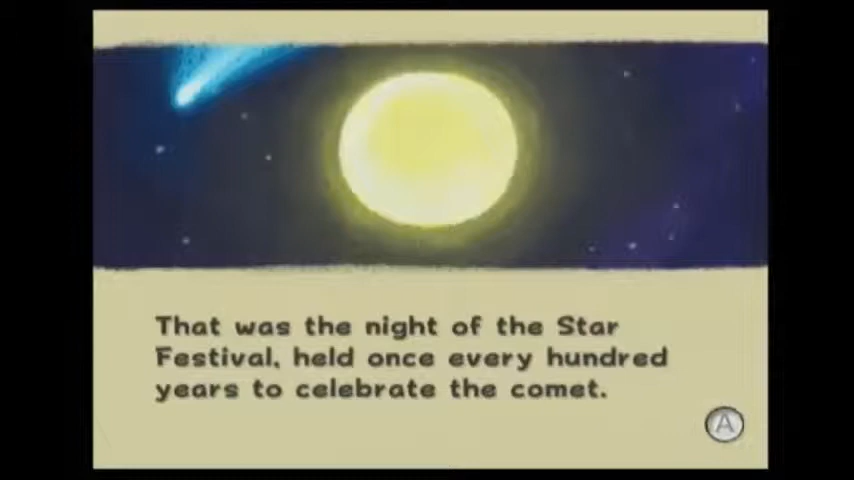 That was the night of the Star
Festival, held once every hundred
years to celebrate the comet.
A